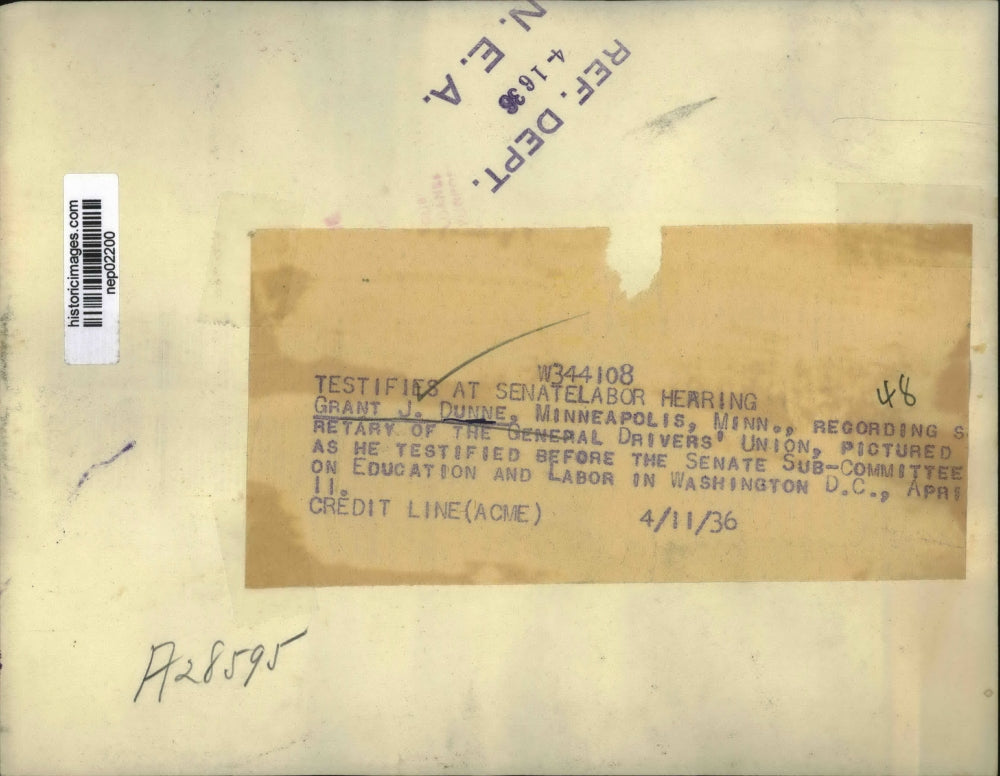 N. E. A.
4 1636
REF. DEPT.
historicimages.com
nep02200
W344108
TESTIFIES AT SENATELABOR HEARING
48
GRANT J. DUNNE, MINNEAPOLIS, MINN., RECORDING S
RETARY OF THE GENERAL DRIVERS' UNION, PICTURED
AS HE TESTIFIED BEFORE THE SENATE SUB-COMMITTEE
ON EDUCATION AND LABOR IN WASHINGTON D.C., APRI
11.
CREDIT LINE(ACME) 4/11/36
A28595